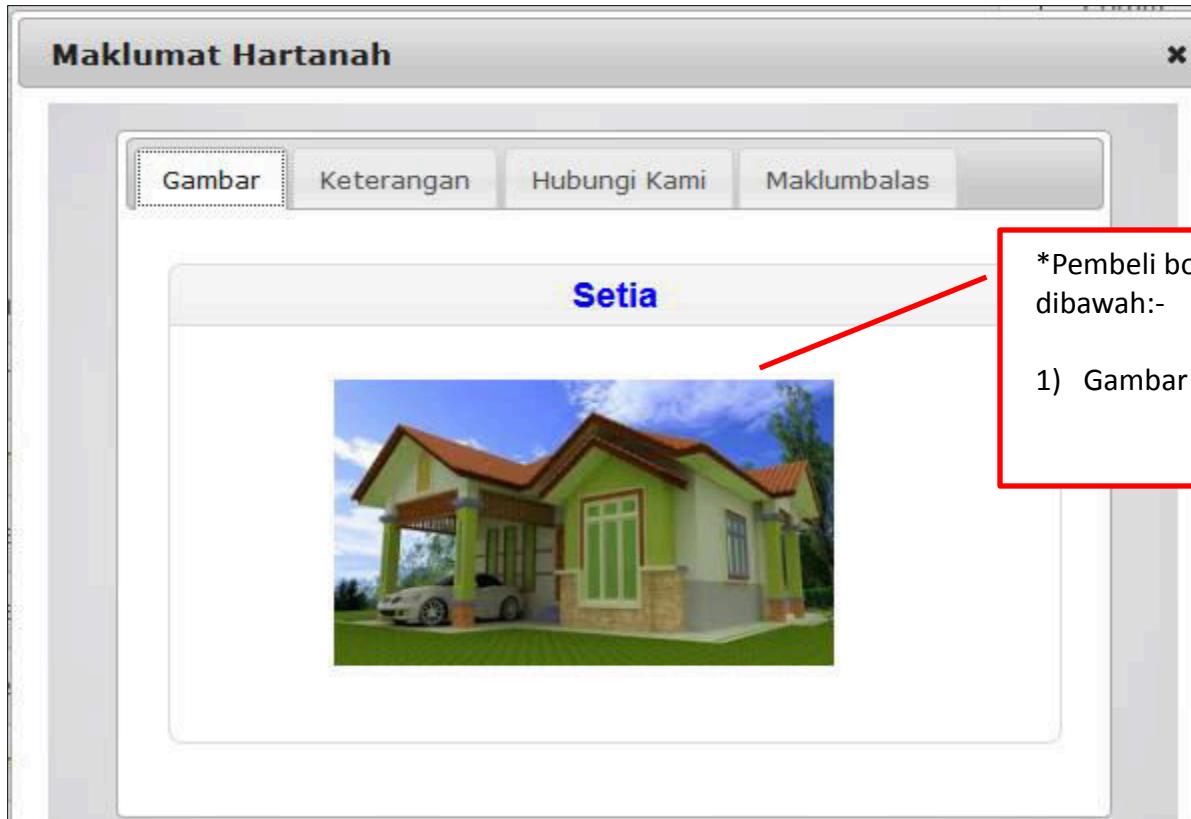 Maklumat Hartanah
Gambar Keterangan Hubungi Kami Maklumbalas
Setia
*Pembeli
dibawah:-
1) Gambar